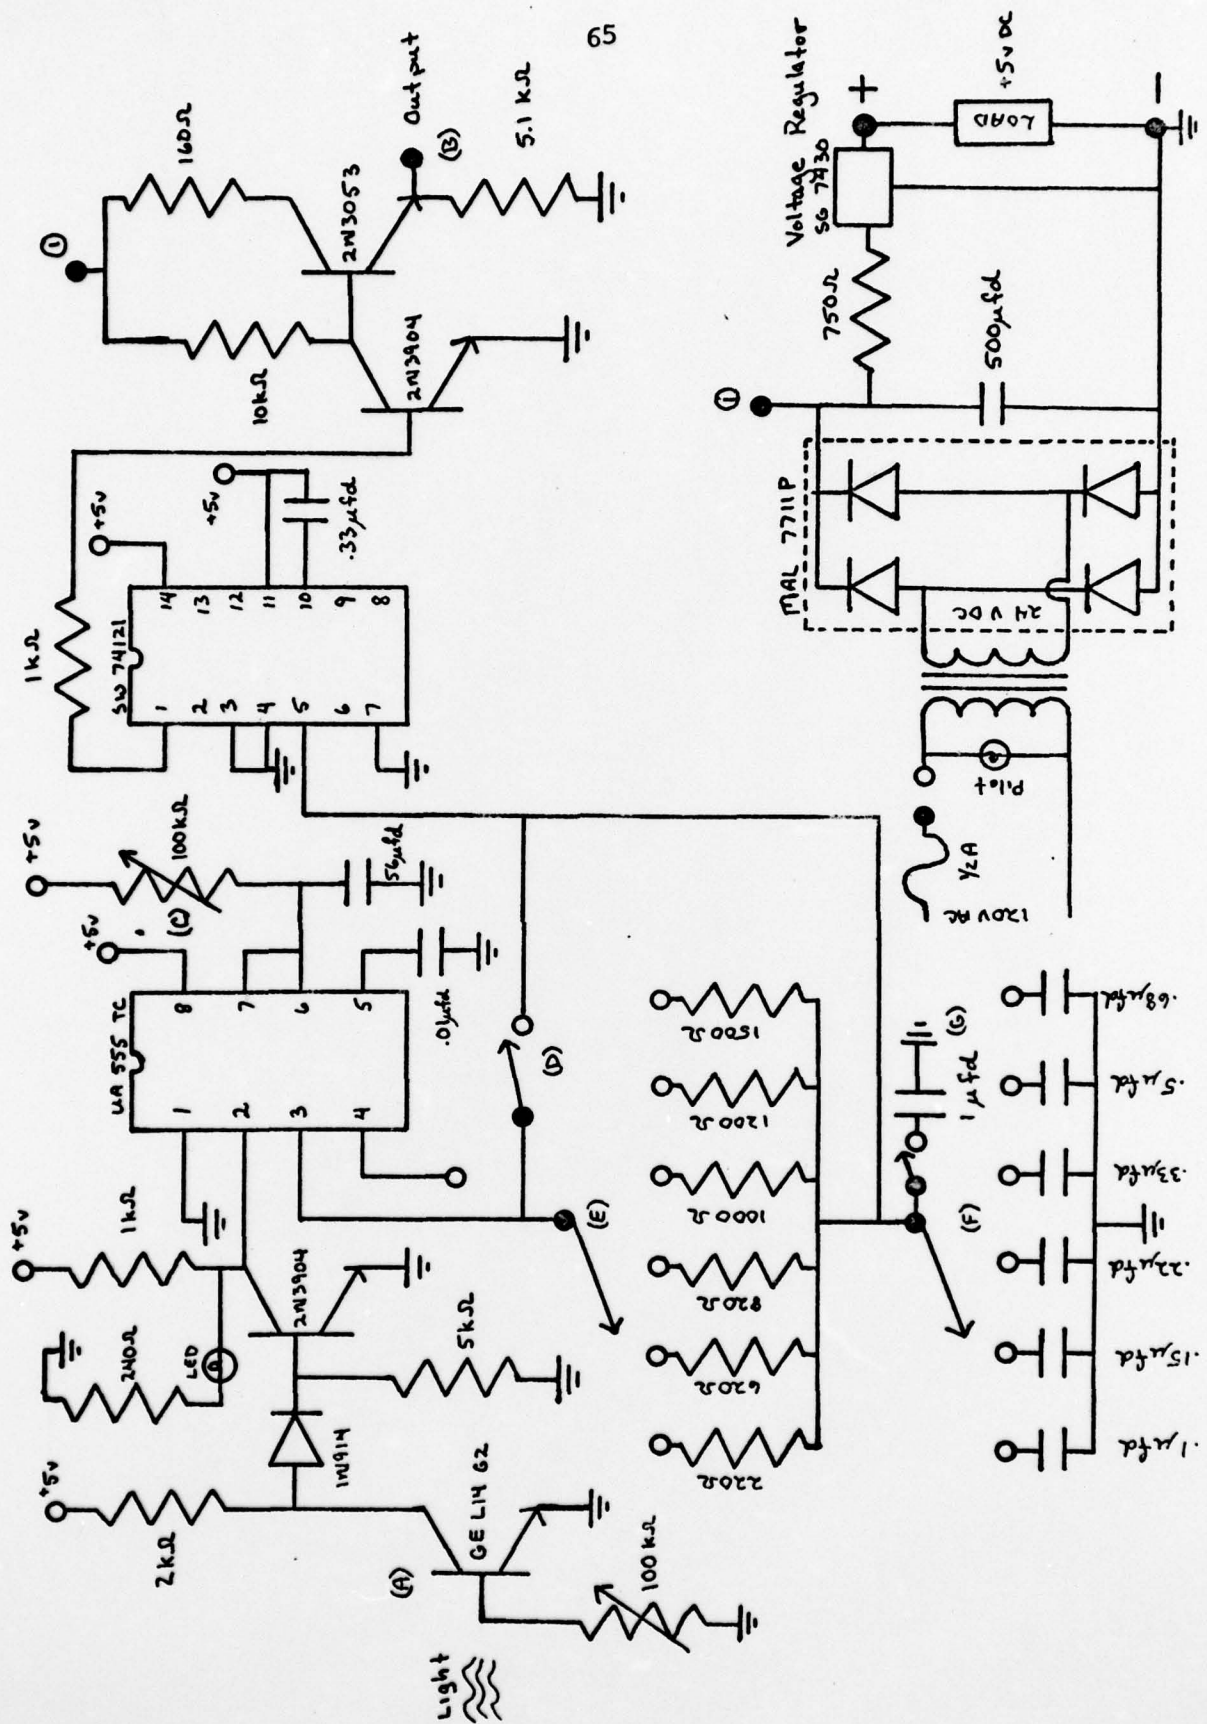 65
Light
(A)
GE L14 G2
100kΩ
+5v
2kΩ
1N914
240Ω
LED
+5v
1kΩ
2N3904
5kΩ
UA 555 TC
1
2
3
4
8
7
6
5
+5v
(C)
+5v
100kΩ
56µfd
.01µfd
(D)
(E)
1kΩ
SW 74121
1
2
3
4
5
6
7
14
13
12
11
10
9
8
+5v
+5v
.33µfd
10kΩ
2N3904
①
160Ω
2N3053
Output
(B)
5.1 kΩ
220Ω
620Ω
820Ω
1000Ω
1200Ω
1500Ω
(F)
1µfd
(G)
.1µfd
.15µfd
.22µfd
.33µfd
.5µfd
.68µfd
120V AC
1/2A
Pilot
24 V DC
MAL 7711P
①
500µfd
750Ω
Voltage Regulator
SG 7430
+
LOAD
+5v DC
-